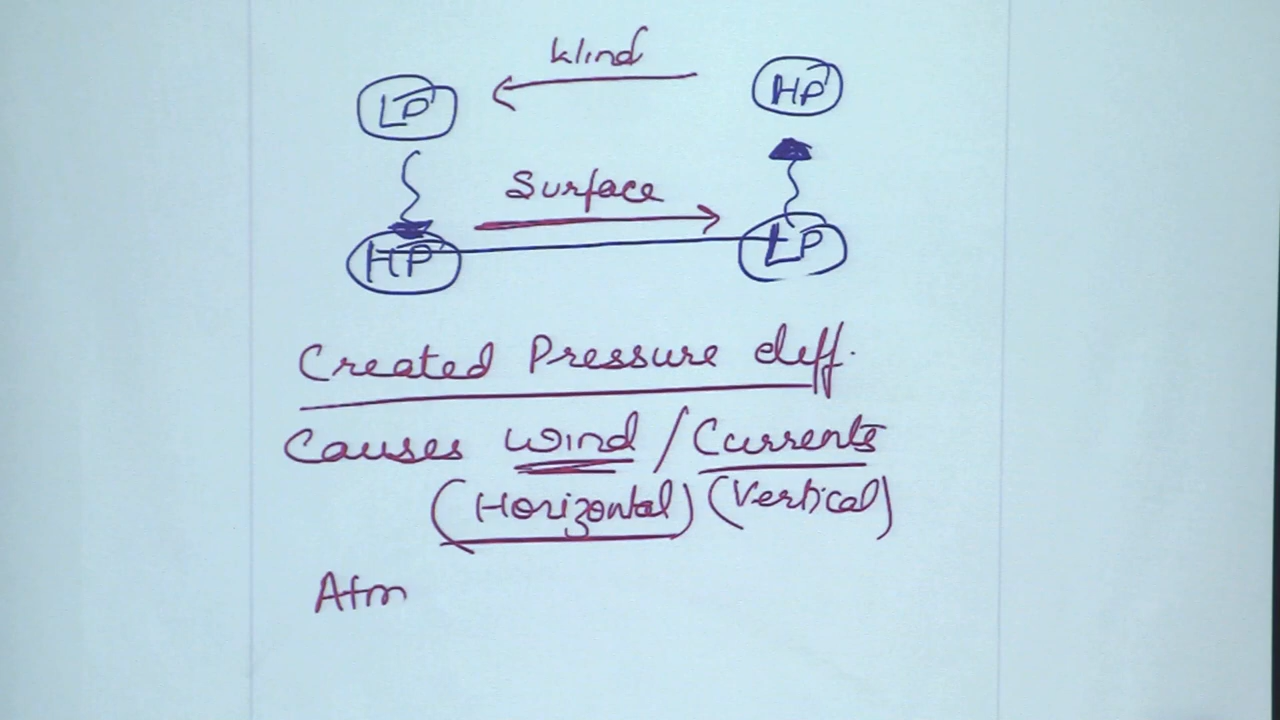 Wind
LP HP
Surface
HP LP
Created Pressure diff.
Causes Wind / Currents
(Horizontal) (Vertical)
Atm